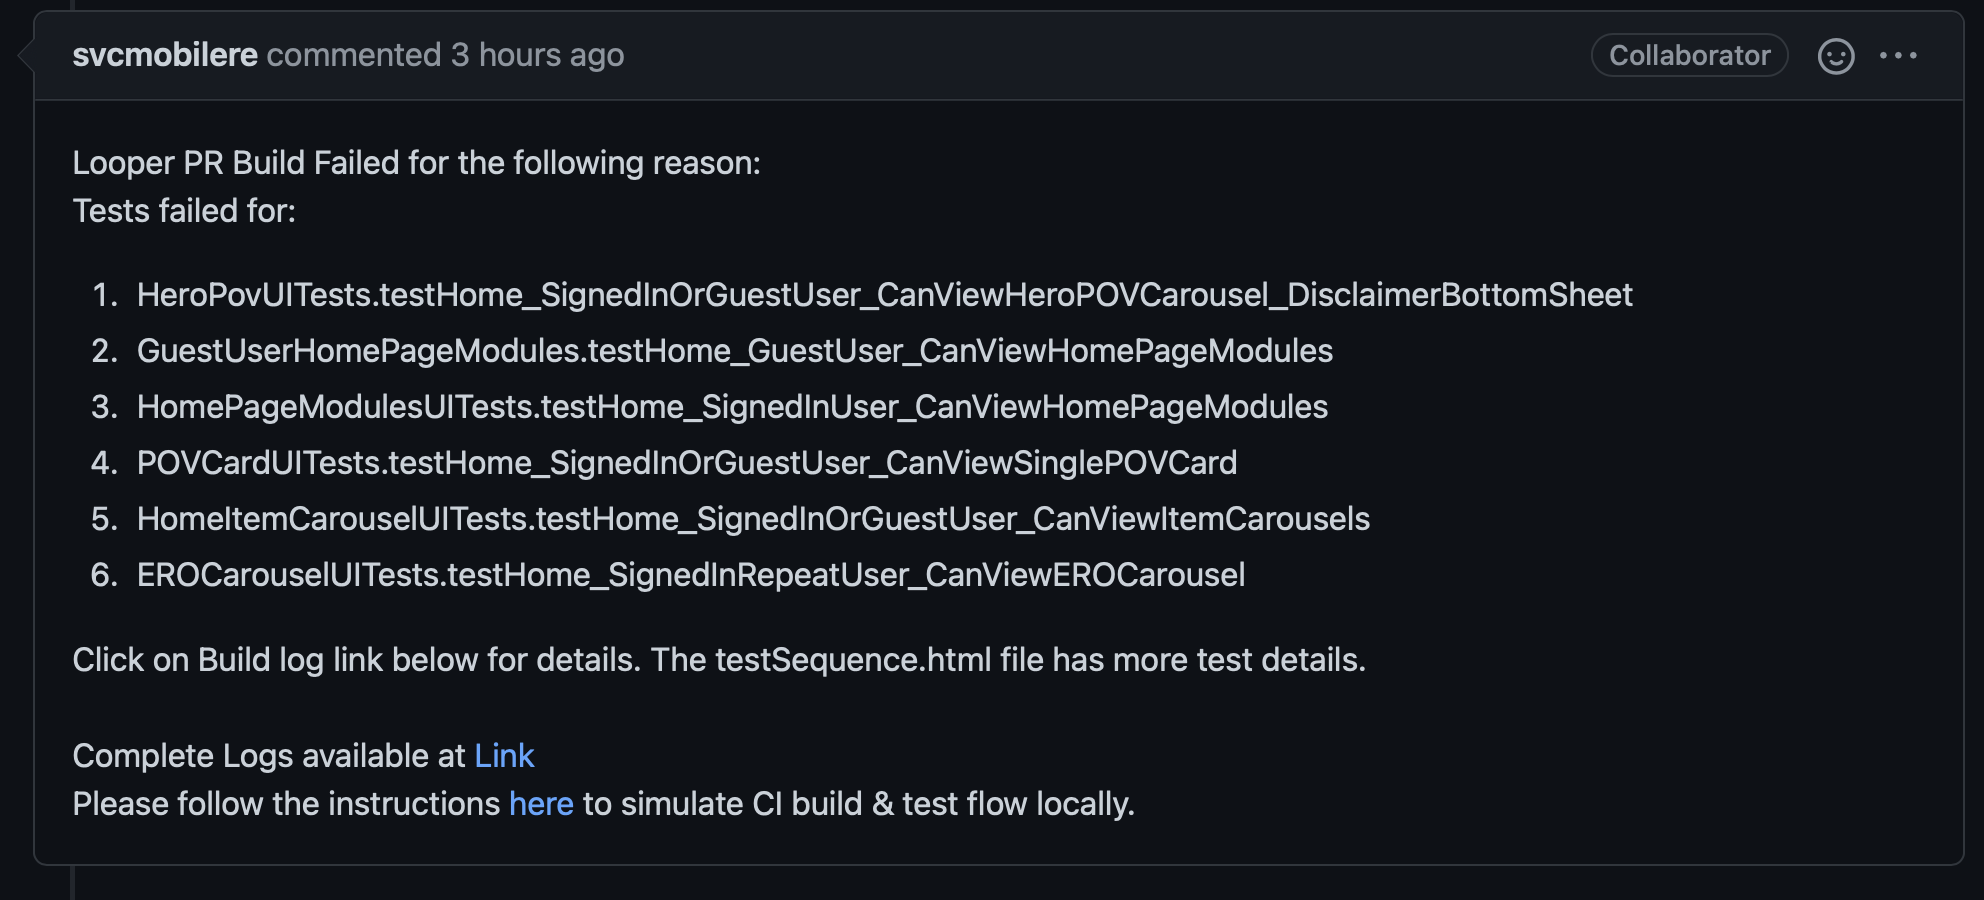 svcmobilere commented 3 hours ago
Collaborator
Looper PR Build Failed for the following reason:
Tests failed for:
1. HeroPovUITests.testHome_SignedInOrGuestUser_CanViewHeroPOVCarousel_DisclaimerBottomSheet
2. GuestUserHomePageModules.testHome_GuestUser_CanViewHomePageModules
3. HomePageModulesUITests.testHome_SignedInUser_CanViewHomePageModules
4. POVCardUITests.testHome_SignedInOrGuestUser_CanViewSinglePOVCard
5. HomeItemCarouselUITests.testHome_SignedInOrGuestUser_CanViewItemCarousels
6. EROCarouselUITests.testHome_SignedInRepeatUser_CanViewEROCarousel
Click on Build log link below for details. The testSequence.html file has more test details.
Complete Logs available at Link
Please follow the instructions here to simulate CI build & test flow locally.